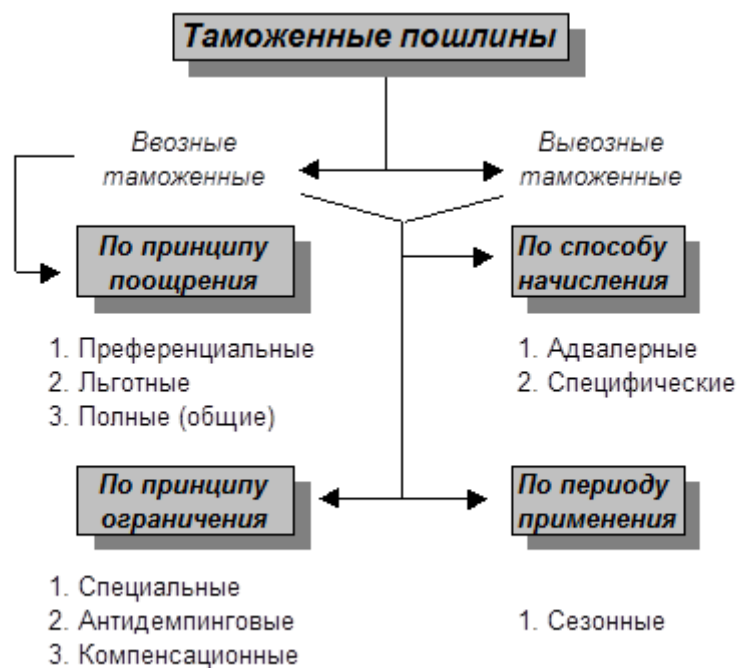 Таможенные пошлины
Ввозные
таможенные
Вывозные
таможенные
По принципу
поощрения
По способу
начисления
1. Преференциальные
2. Льготные
3. Полные (общие)
1. Адвалерные
2. Специфические
По принципу
ограничения
По периоду
применения
1. Специальные
2. Антидемпинговые
3. Компенсационные
1. Сезонные